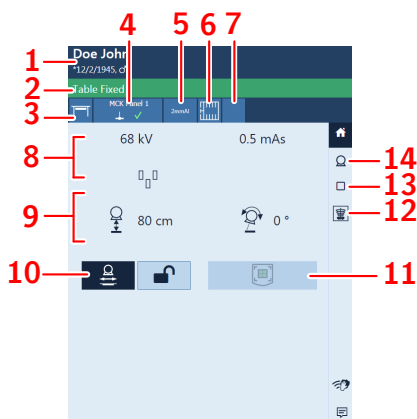 4
5
6
7
1
Doe John
*12/2/1945, ♂
2
Table Fixed
3
MCK Panel 1
2mmAl
8
68 kV
0.5 mAs
14
13
9
80 cm
0 °
12
10
11